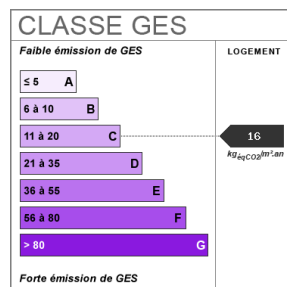 CLASSE GES
Faible émission de GES
LOGEMENT
≤ 5 A
6 à 10 B
11 à 20 C
16
kgéqCO2/m².an
21 à 35 D
36 à 55 E
56 à 80 F
> 80 G
Forte émission de GES